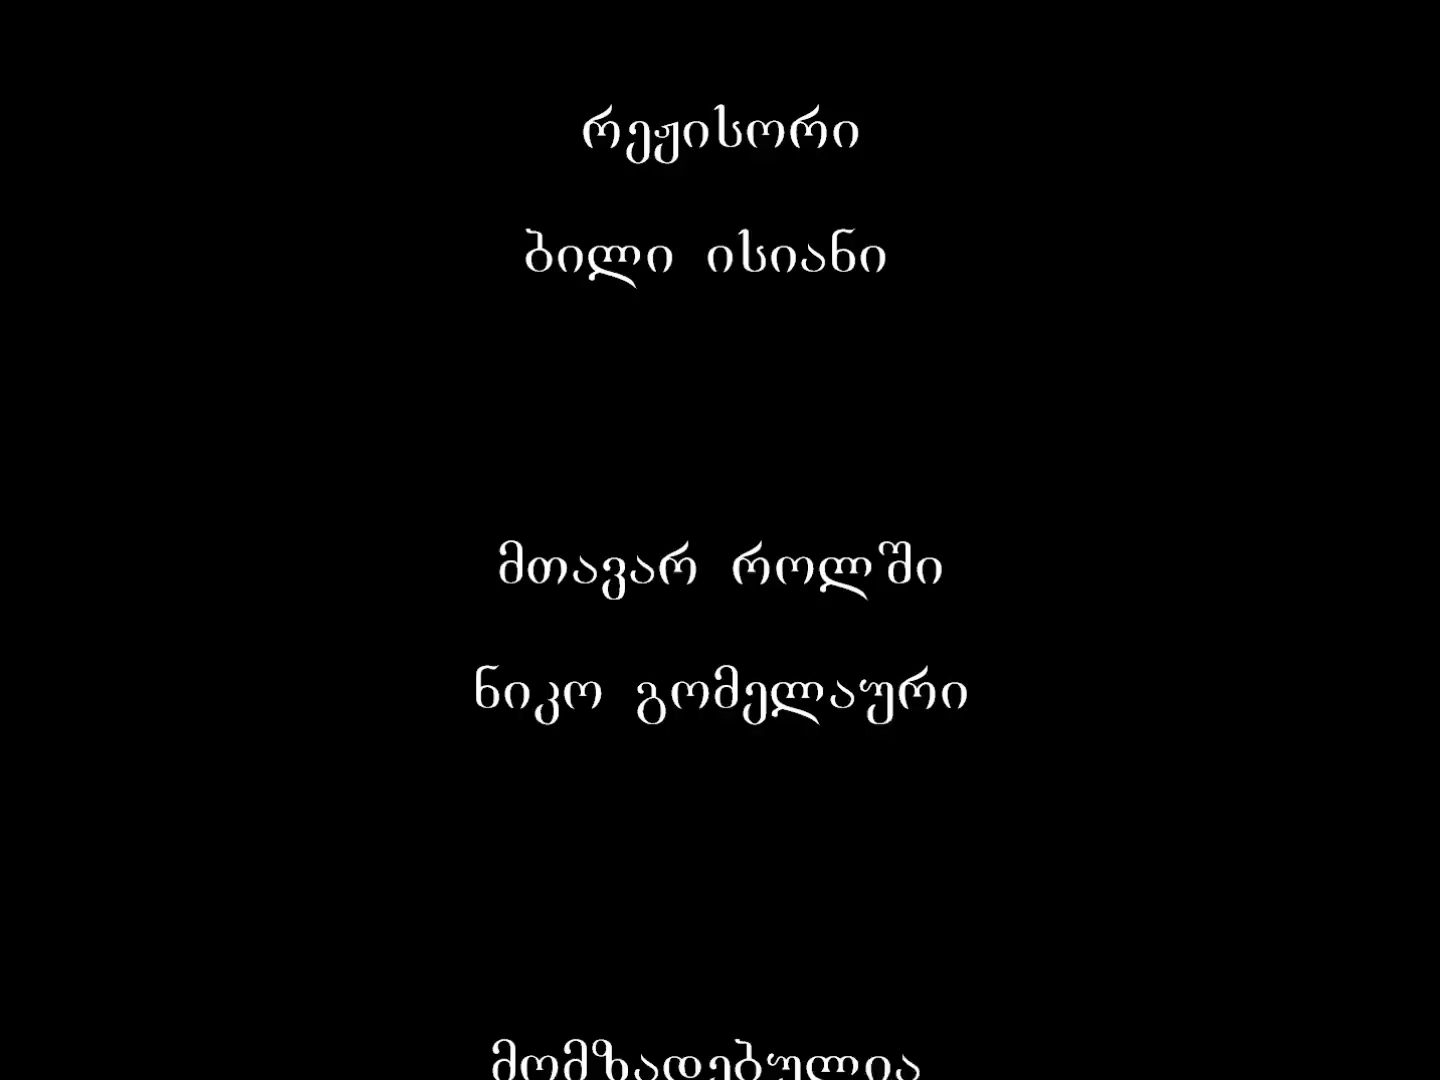 რეჟისორი
ბილი ისიანი
მთავარ როლში
ნიკო გომელაური
მომზადებულია